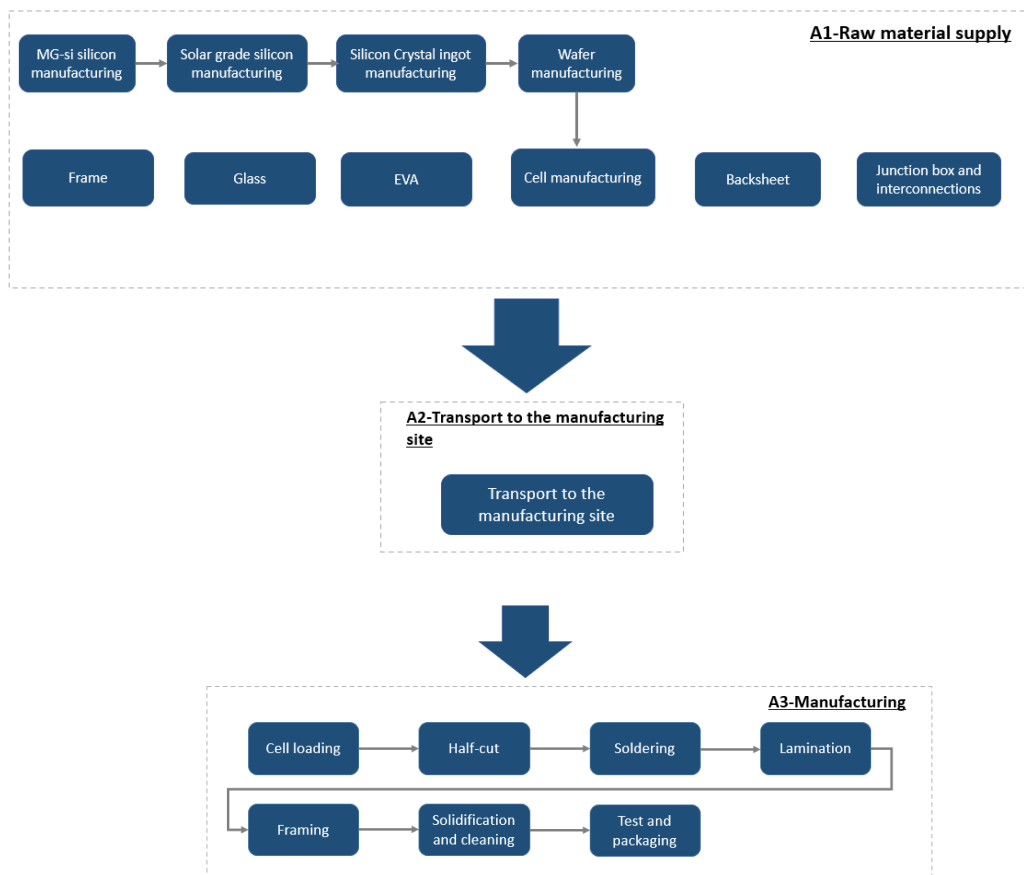 A1-Raw material supply
MG-si silicon
manufacturing
Solar grade silicon
manufacturing
Silicon Crystal ingot
manufacturing
Wafer
manufacturing
Frame
Glass
EVA
Cell manufacturing
Backsheet
Junction box and
interconnections
A2-Transport to the manufacturing
site
Transport to the
manufacturing site
A3-Manufacturing
Cell loading
Half-cut
Soldering
Lamination
Framing
Solidification
and cleaning
Test and
packaging